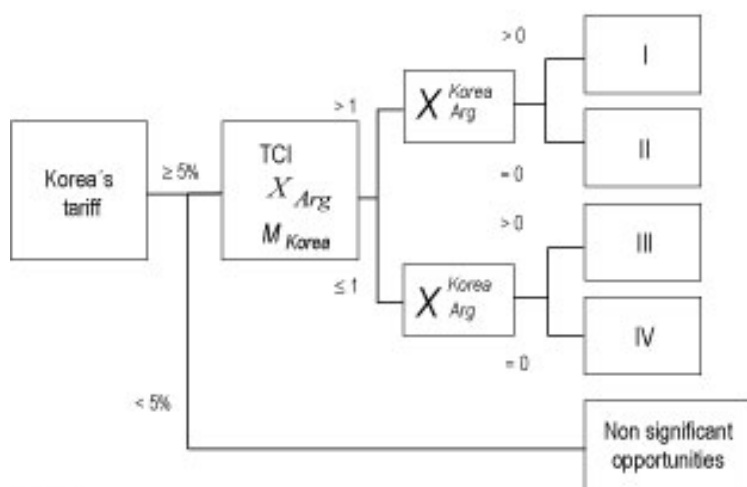 Korea´s
tariff
≥ 5%
< 5%
TCI
X Arg
M Korea
> 1
≤ 1
X Korea
Arg
> 0
= 0
I
II
X Korea
Arg
> 0
= 0
III
IV
Non significant
opportunities